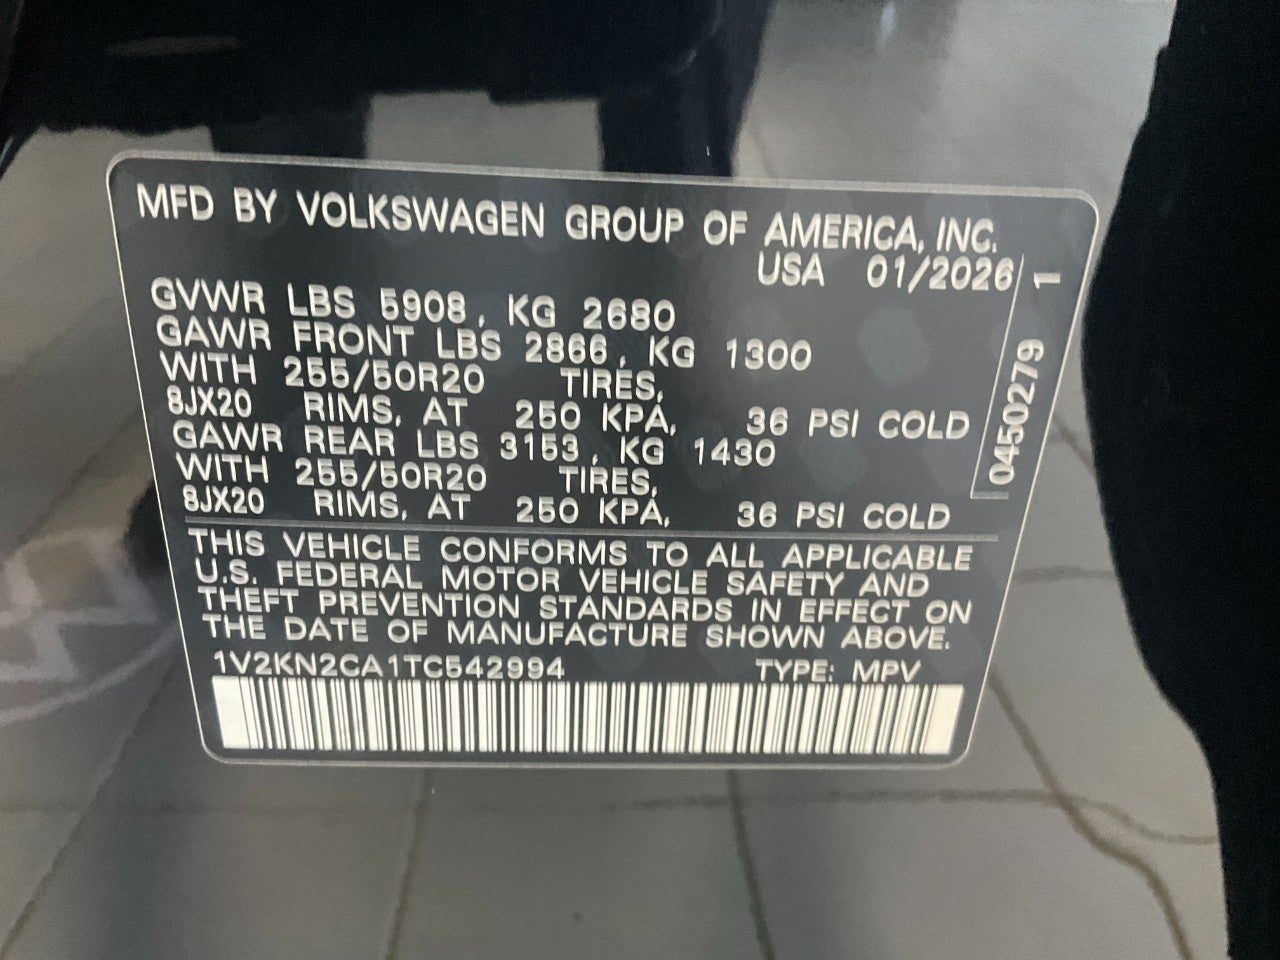 MFD BY VOLKSWAGEN GROUP OF AMERICA, INC.
USA 01/2026
GVWR LBS 5908, KG 2680
GAWR FRONT LBS 2866, KG 1300
WITH 255/50R20 TIRES,
8JX20 RIMS, AT 250 KPA, 36 PSI COLD
GAWR REAR LBS 3153, KG 1430
WITH 255/50R20 TIRES,
8JX20 RIMS, AT 250 KPA, 36 PSI COLD
0450279 1
THIS VEHICLE CONFORMS TO ALL APPLICABLE
U.S. FEDERAL MOTOR VEHICLE SAFETY AND
THEFT PREVENTION STANDARDS IN EFFECT ON
THE DATE OF MANUFACTURE SHOWN ABOVE.
1V2KN2CA1TC542994 TYPE: MPV